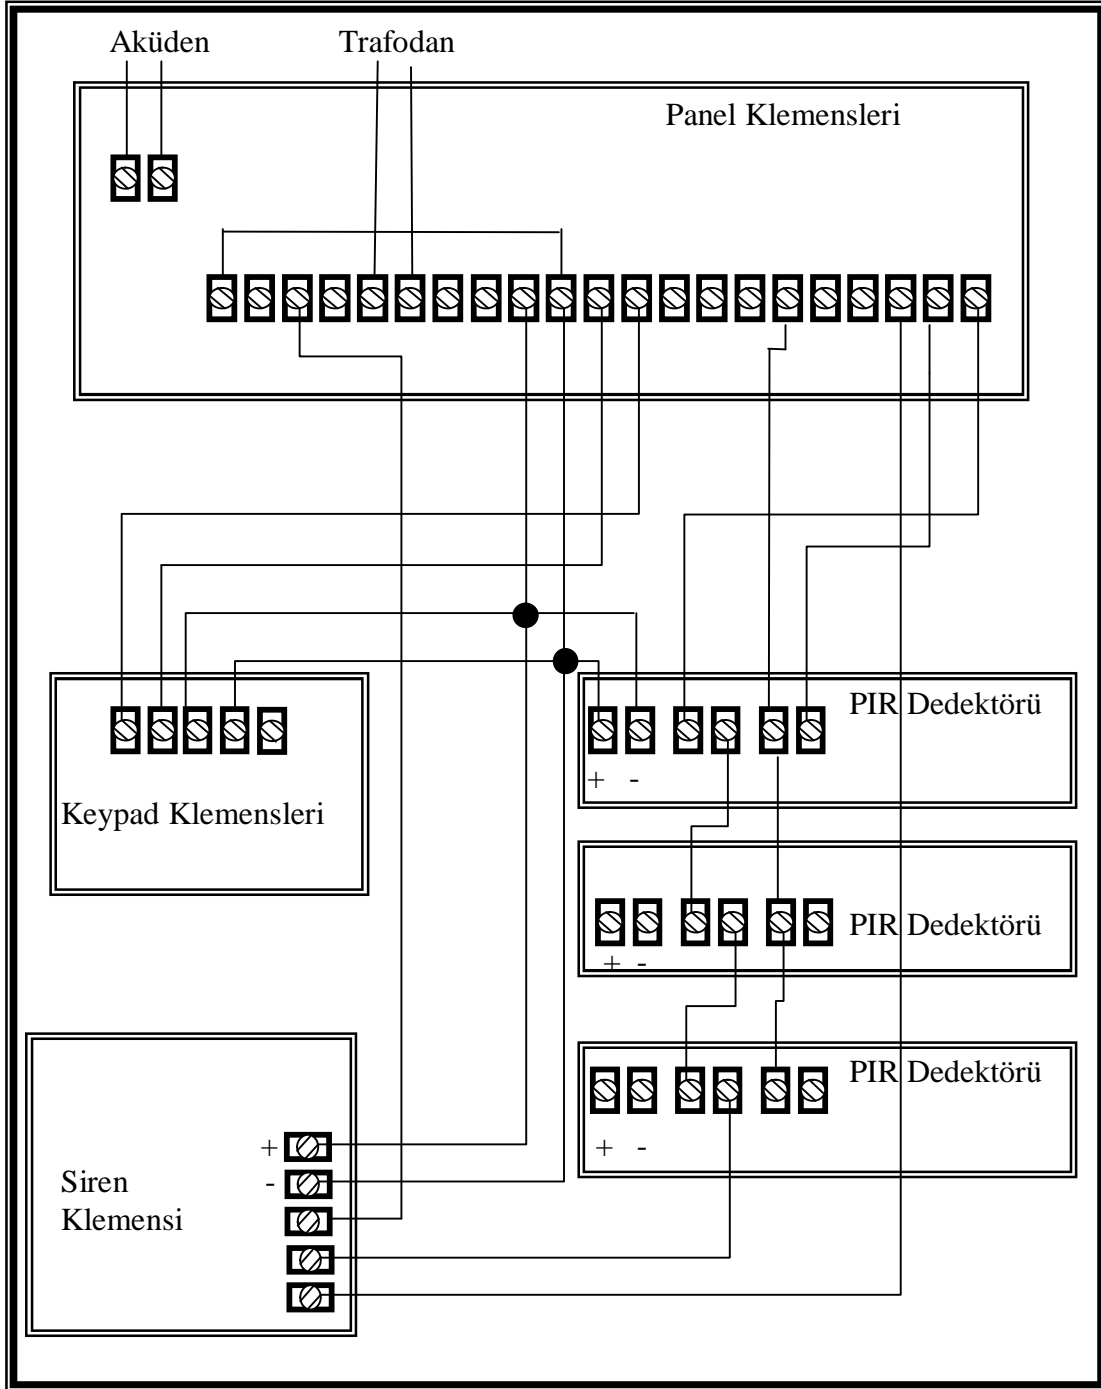 Aküden Trafodan
Panel Klemensleri
PIR Dedektörü
+ -
Keypad Klemensleri
PIR Dedektörü
+ -
PIR Dedektörü
+ -
+
-
Siren
Klemensi